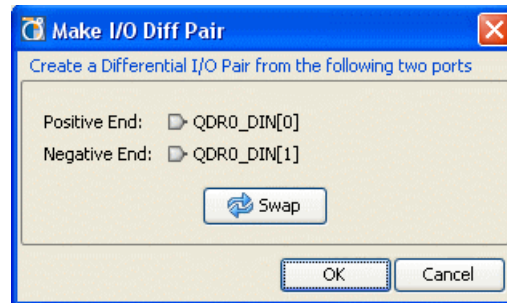 Make I/O Diff Pair
Create a Differential I/O Pair from the following two ports
Positive End: QDR0_DIN[0]
Negative End: QDR0_DIN[1]
Swap
OK Cancel